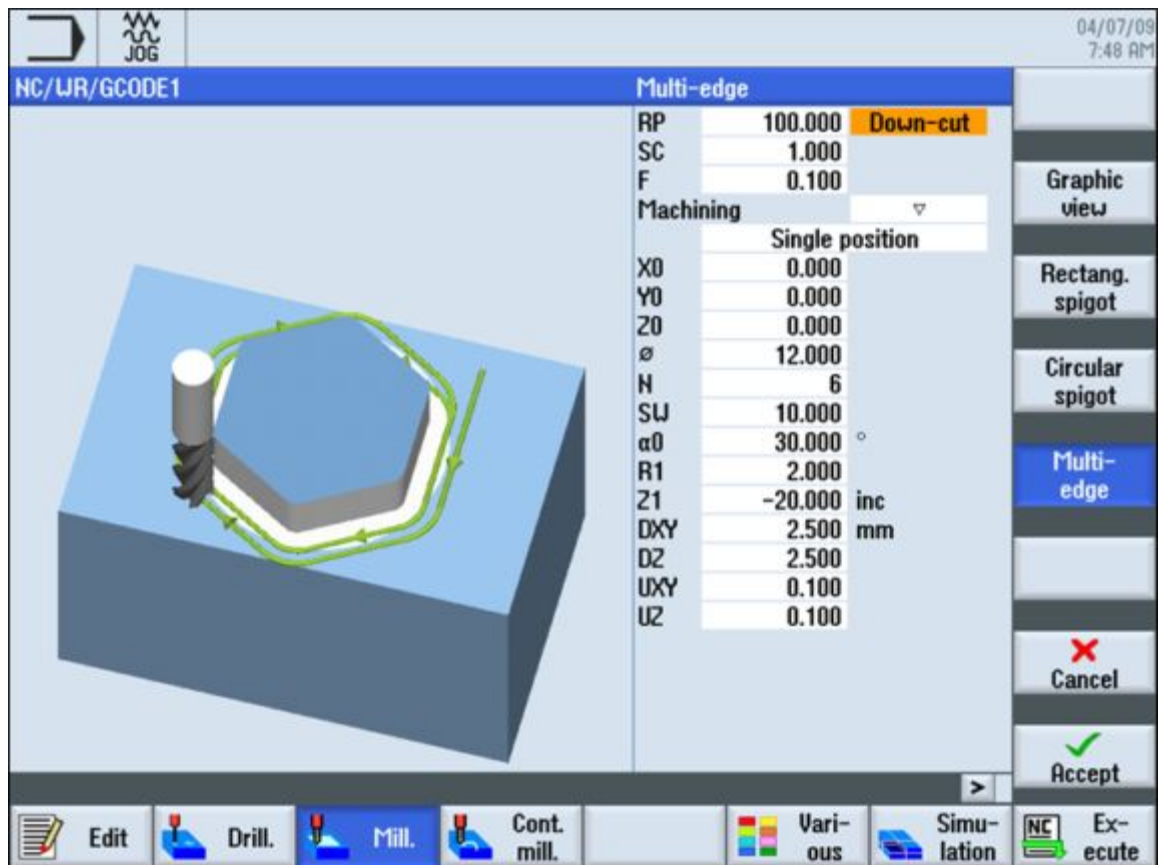 JOG
04/07/09
7:48 AM
NC/WR/GCODE1
Multi-edge
RP 100.000 Down-cut
SC 1.000
F 0.100
Machining ▽
Single position
X0 0.000
Y0 0.000
Z0 0.000
ø 12.000
N 6
SW 10.000
α0 30.000 °
R1 2.000
Z1 -20.000 inc
DXY 2.500 mm
DZ 2.500
UXY 0.100
UZ 0.100
Graphic
view
Rectang.
spigot
Circular
spigot
Multi-
edge
Cancel
Accept
>
Edit
Drill.
Mill.
Cont.
mill.
Vari-
ous
Simu-
lation
NC
Ex-
ecute